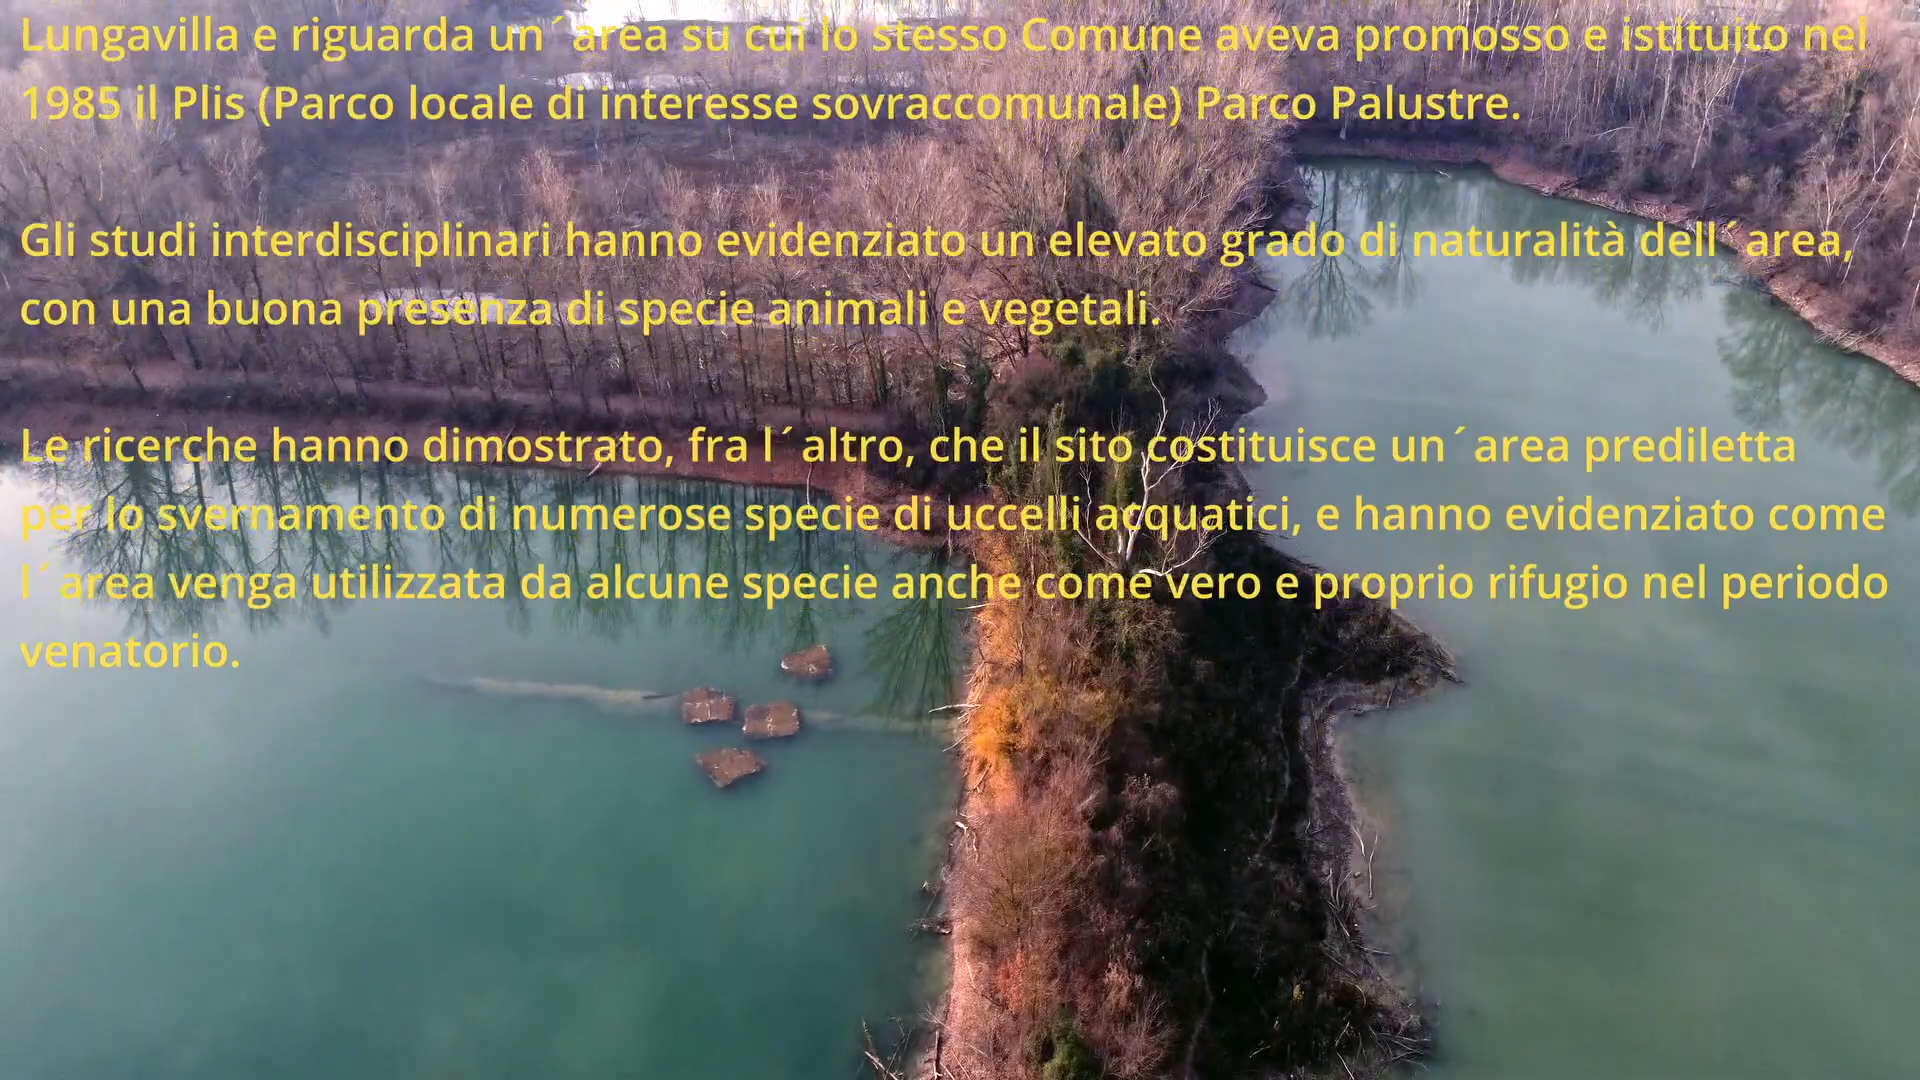 Lungavilla e riguarda un´area su cui lo stesso Comune aveva promosso e istituito nel
1985 il Plis (Parco locale di interesse sovraccomunale) Parco Palustre.
Gli studi interdisciplinari hanno evidenziato un elevato grado di naturalità dell´area,
con una buona presenza di specie animali e vegetali.
Le ricerche hanno dimostrato, fra l´altro, che il sito costituisce un´area prediletta
per lo svernamento di numerose specie di uccelli acquatici, e hanno evidenziato come
l´area venga utilizzata da alcune specie anche come vero e proprio rifugio nel periodo
venatorio.